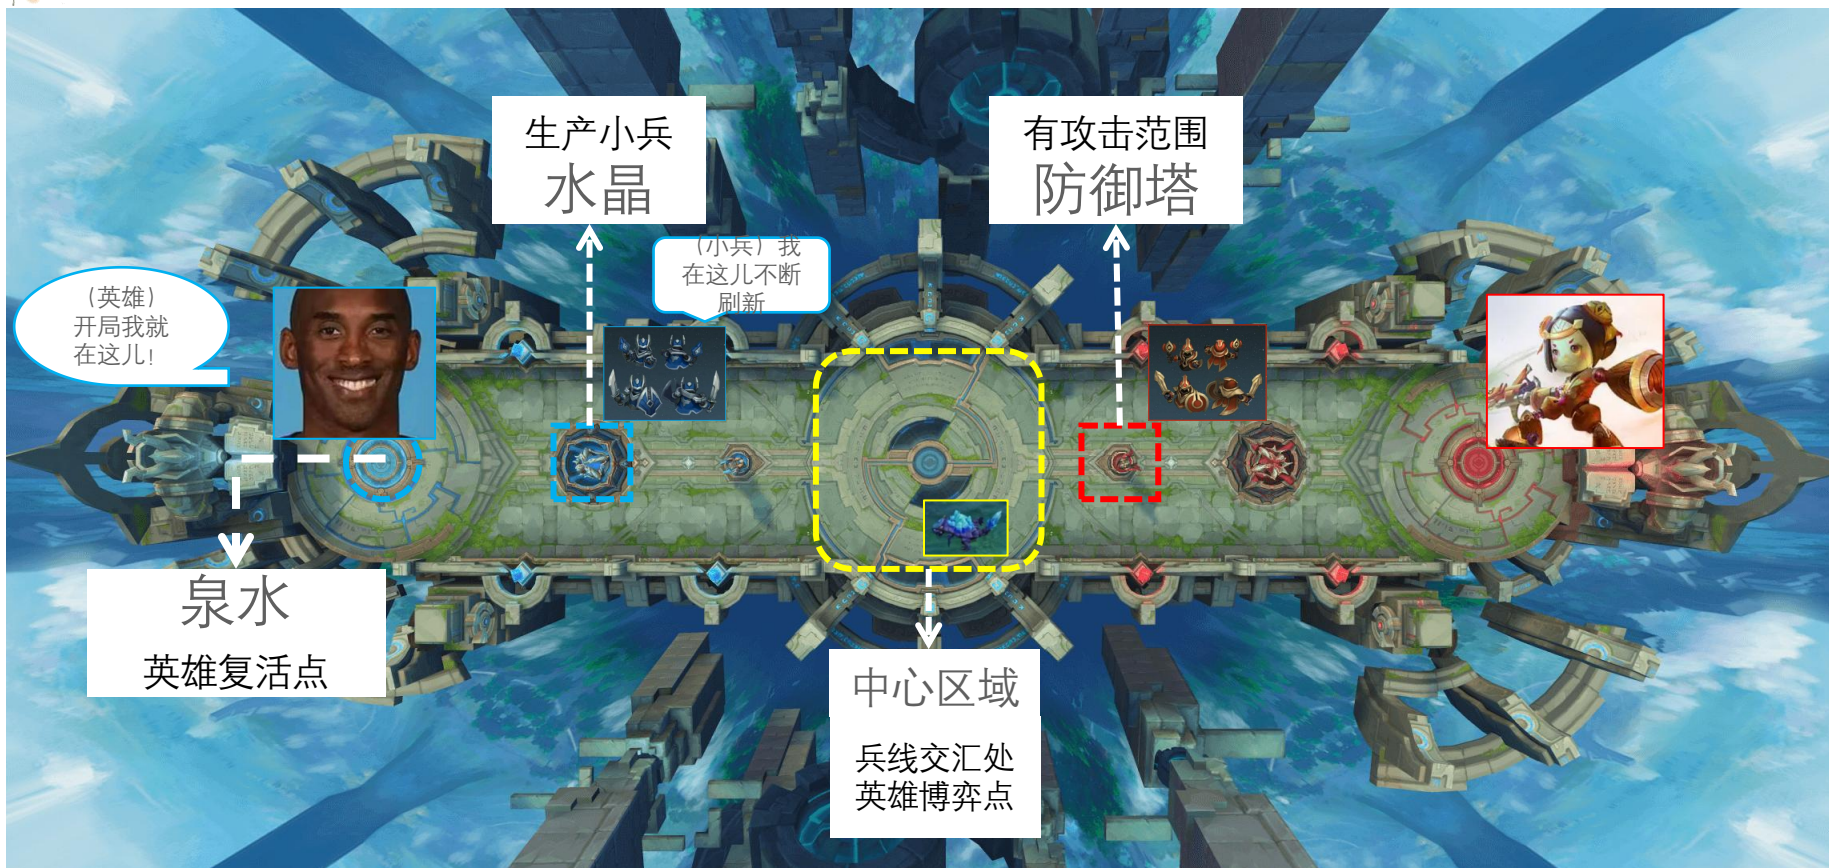 生产小兵
水晶
有攻击范围
防御塔
（小兵）我
在这儿不断
刷新
（英雄）
开局我就
在这儿！
泉水
英雄复活点
中心区域
兵线交汇处
英雄博弈点